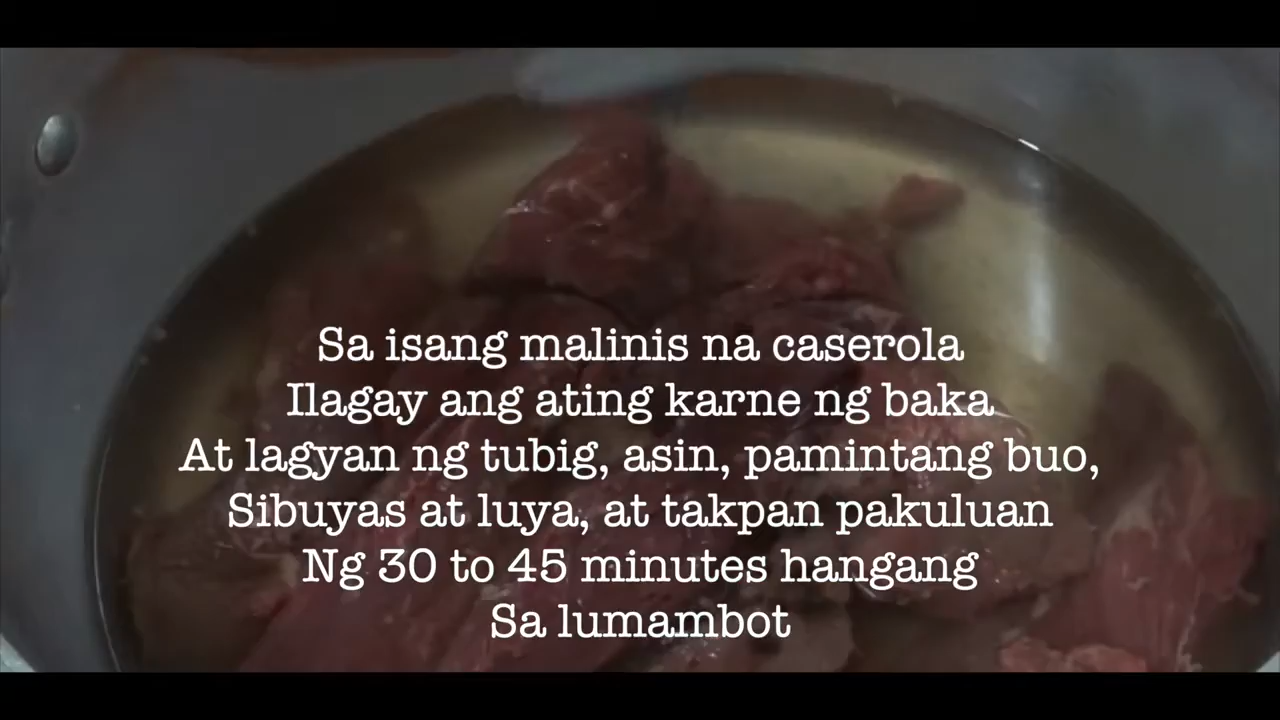 Sa isang malinis na caserola
Ilagay ang ating karne ng baka
At lagyan ng tubig, asin, pamintang buo,
Sibuyas at luya, at takpan pakuluan
Ng 30 to 45 minutes hangang
Sa lumambot